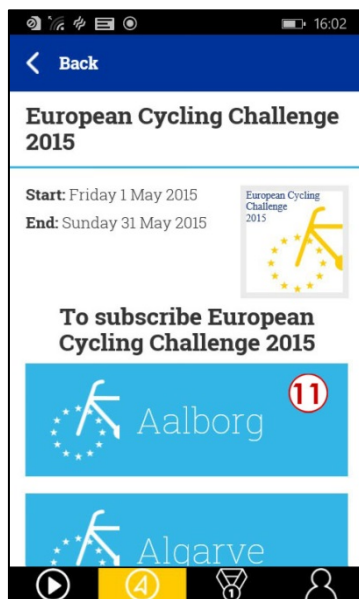 16:02
Back
European Cycling Challenge
2015
Start: Friday 1 May 2015
End: Sunday 31 May 2015
European Cycling
Challenge
2015
To subscribe European
Cycling Challenge 2015
11
Aalborg
Algarve
1